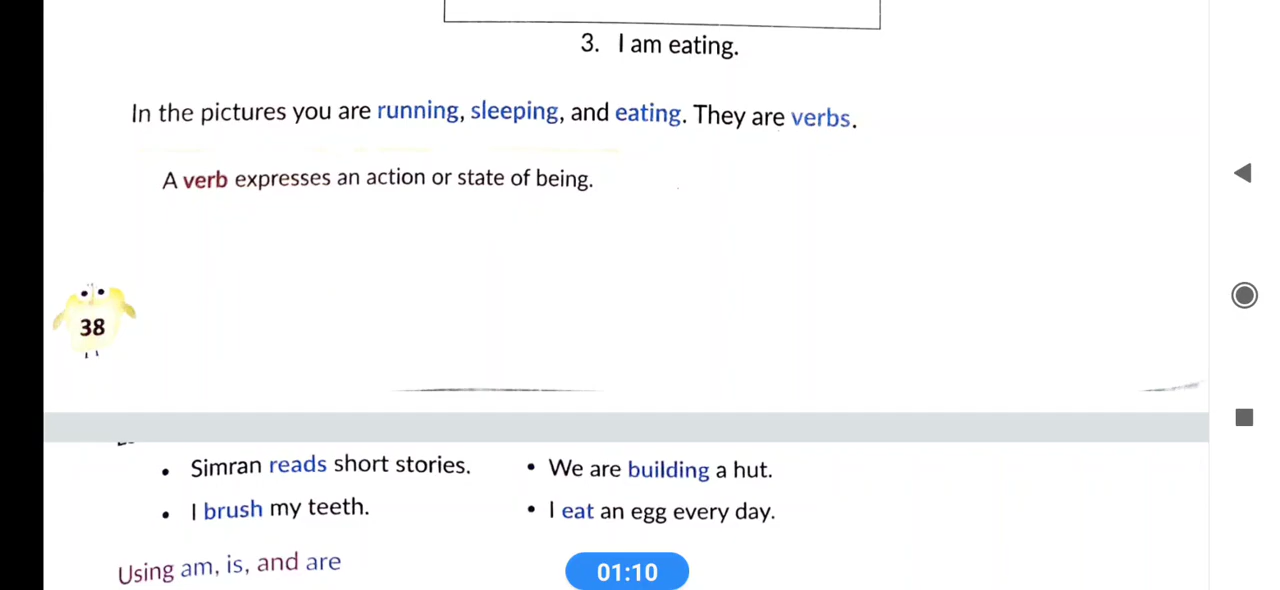 3. I am eating.
In the pictures you are running, sleeping, and eating. They are verbs.
A verb expresses an action or state of being.
38
• Simran reads short stories.
• We are building a hut.
• I brush my teeth.
• I eat an egg every day.
Using am, is, and are
01:10